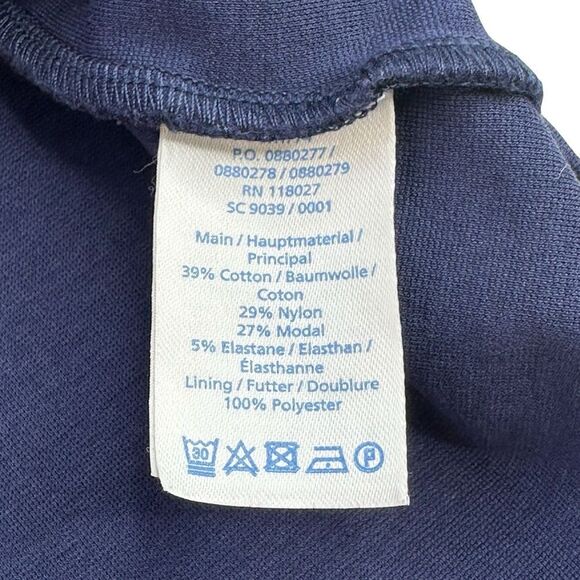 P.O. 0880277 /
0880278 / 0880279
RN 118027
SC 9039 / 0001
Main / Hauptmaterial /
Principal
39% Cotton / Baumwolle /
Coton
29% Nylon
27% Modal
5% Elastane / Elasthan /
Élasthanne
Lining / Futter / Doublure
100% Polyester
30
P